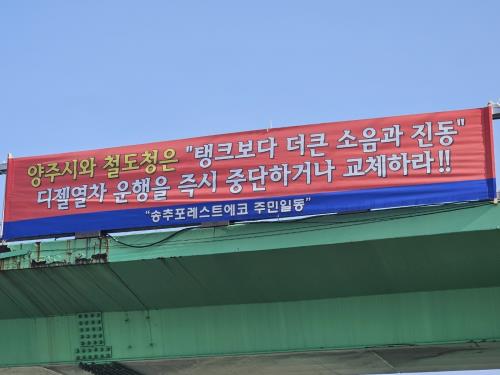 양주시와 철도청은 "탱크보다 더큰 소음과 진동"
디젤열차 운행을 즉시 중단하거나 교체하라!!
"송추포레스트에코 주민일동"